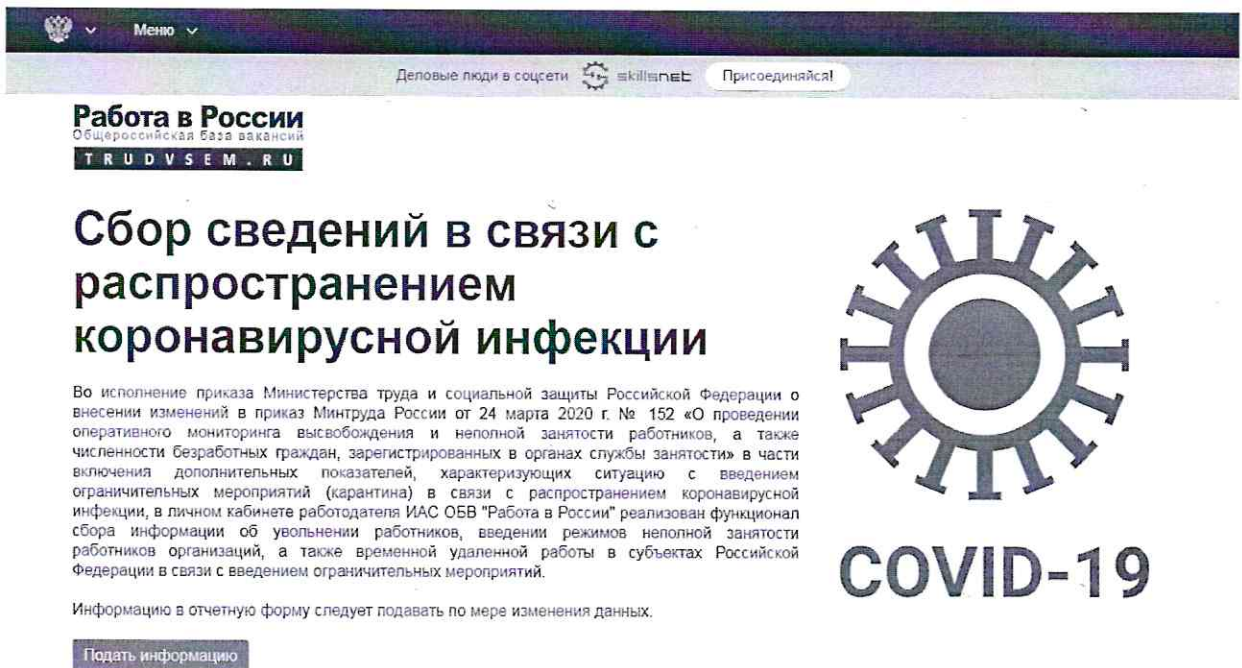 Меню
Деловые люди в соцсети skillsnet Присоединяйся!
Работа в России
Общероссийская база вакансий
TRUDVSEM.RU
Сбор сведений в связи с
распространением
коронавирусной инфекции
Во исполнение приказа Министерства труда и социальной защиты Российской Федерации о
внесении изменений в приказ Минтруда России от 24 марта 2020 г. № 152 «О проведении
оперативного мониторинга высвобождения и неполной занятости работников, а также
численности безработных граждан, зарегистрированных в органах службы занятости» в части
включения дополнительных показателей, характеризующих ситуацию с введением
ограничительных мероприятий (карантина) в связи с распространением коронавирусной
инфекции, в личном кабинете работодателя ИАС ОБВ "Работа в России" реализован функционал
сбора информации об увольнении работников, введении режимов неполной занятости
работников организаций, а также временной удаленной работы в субъектах Российской
Федерации в связи с введением ограничительных мероприятий.
Информацию в отчетную форму следует подавать по мере изменения данных.
Подать информацию
COVID-19